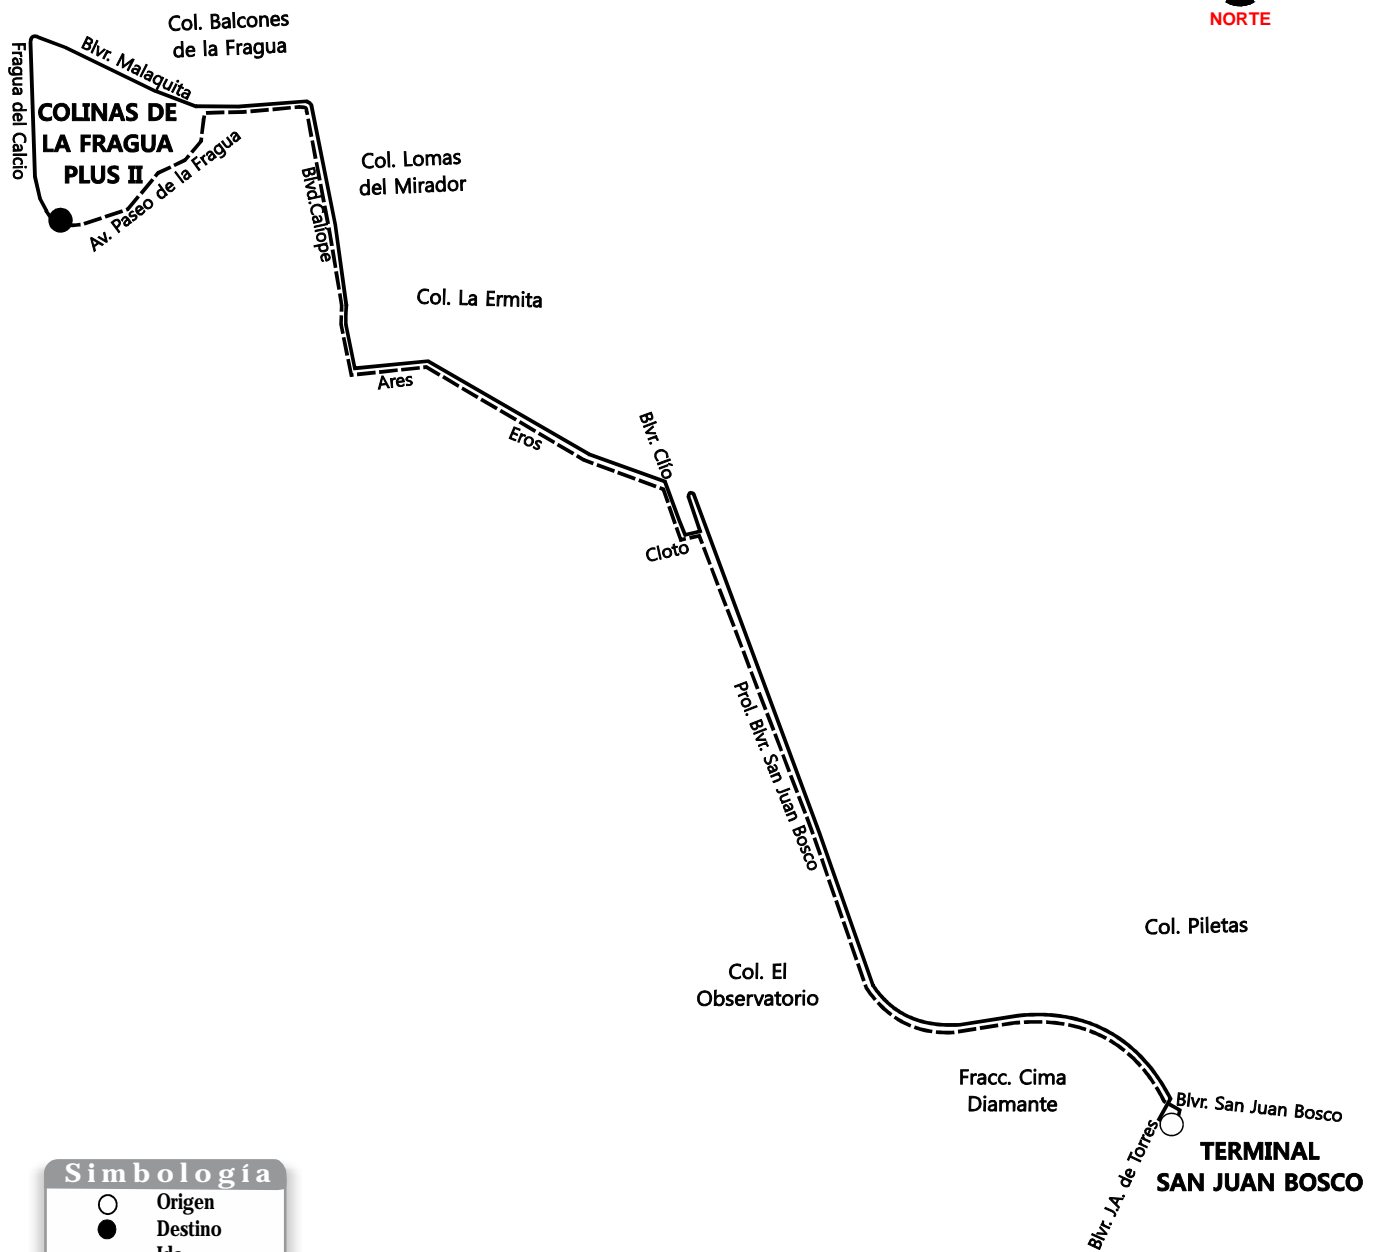 NORTE
Col. Balcones
de la Fragua
Blvr. Malaquita
Fragua del Calcio
COLINAS DE
LA FRAGUA
PLUS II
Av. Paseo de la Fragua
Col. Lomas
del Mirador
Blvd.Calíope
Col. La Ermita
Ares
Eros
Blvr. Clío
Cloto
Prol. Blvr. San Juan Bosco
Col. Piletas
Col. El
Observatorio
Fracc. Cima
Diamante
Blvr. San Juan Bosco
Blvr. J.A. de Torres
TERMINAL
SAN JUAN BOSCO
Simbología
Origen
Destino